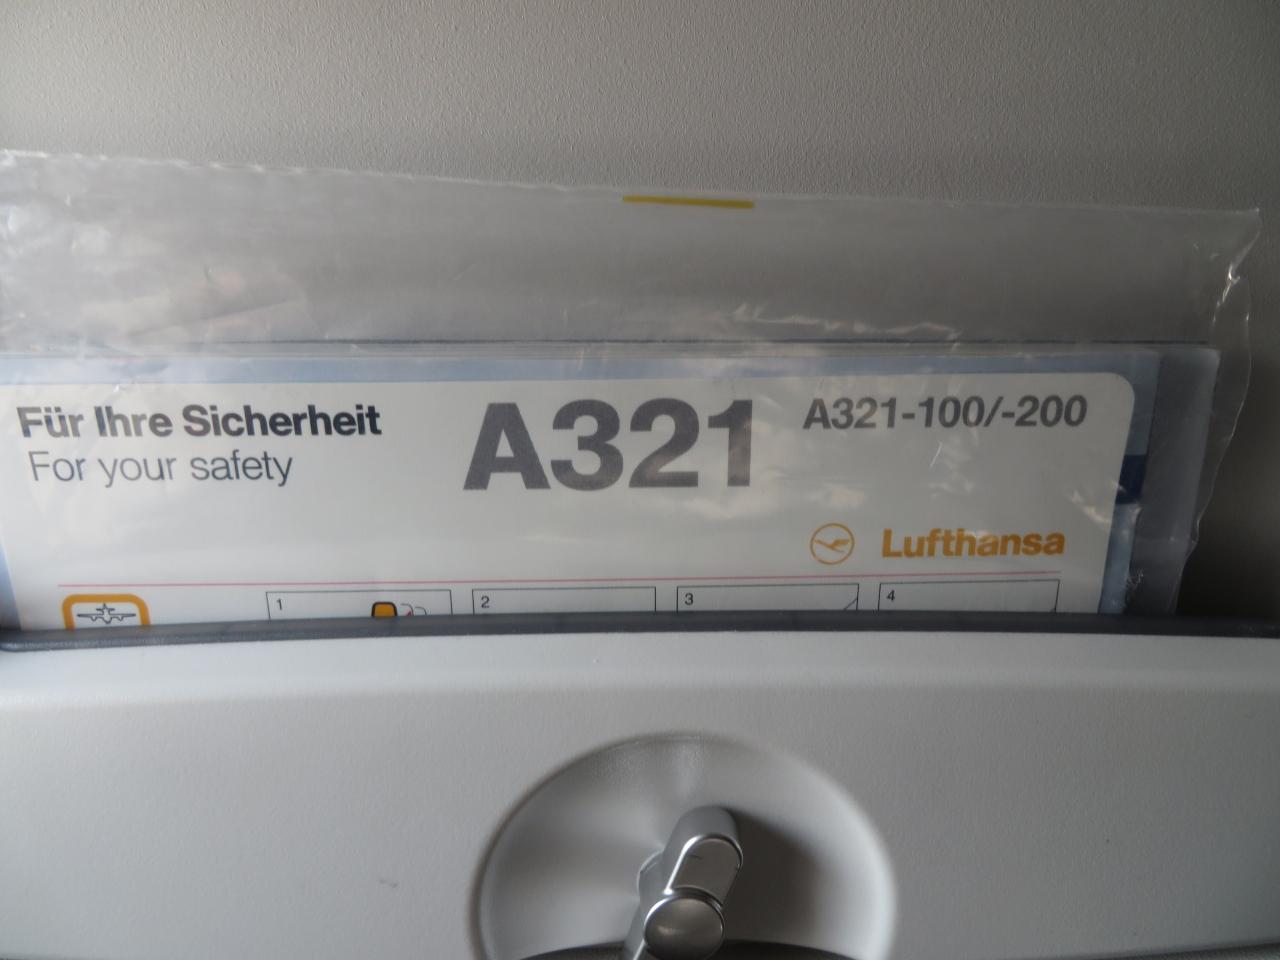 Für Ihre Sicherheit
For your safety
A321
A321-100/-200
Lufthansa
1
2
3
4